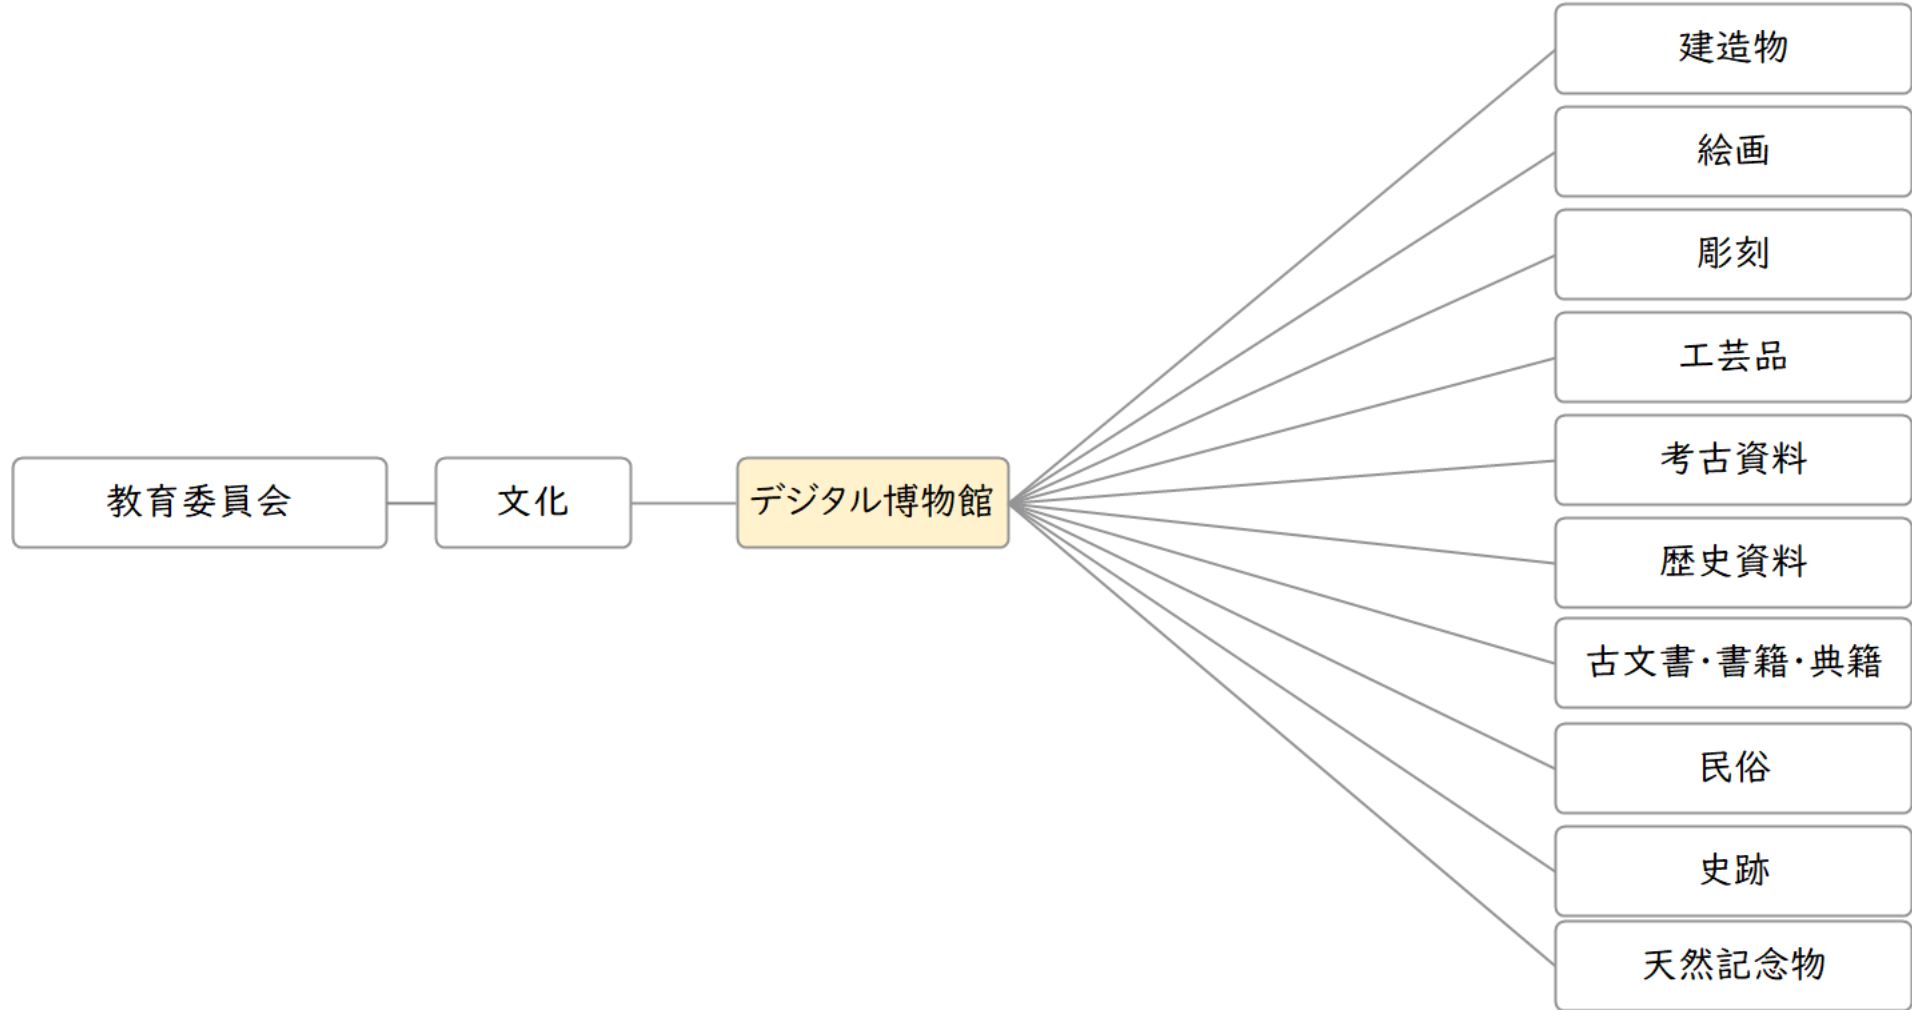 教育委員会
文化
デジタル博物館
建造物
絵画
彫刻
工芸品
考古資料
歴史資料
古文書・書籍・典籍
民俗
史跡
天然記念物